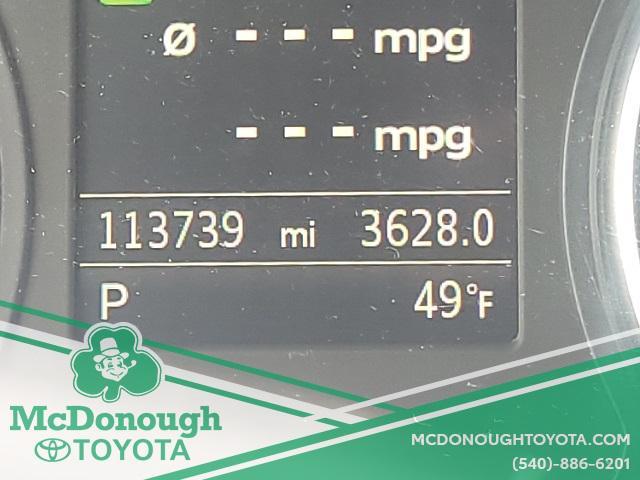 Ø - - - mpg
- - - mpg
113739 mi 3628.0
P 49°F
McDonough
TOYOTA
MCDONOUGHTOYOTA.COM
(540)-886-6201